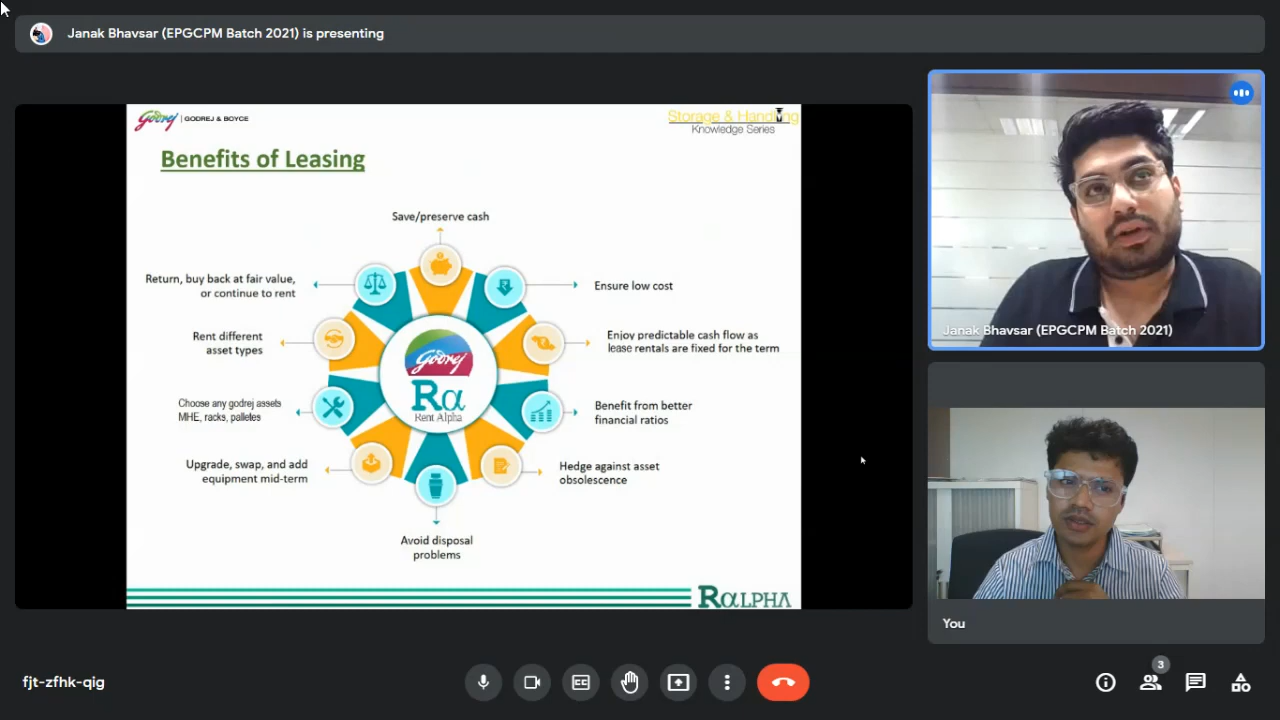 Janak Bhavsar (EPGCPM Batch 2021) is presenting
Godrej | GODREJ & BOYCE
Storage & Handling
Knowledge Series
Benefits of Leasing
Save/preserve cash
Return, buy back at fair value,
or continue to rent
Ensure low cost
Rent different
asset types
Enjoy predictable cash flow as
lease rentals are fixed for the term
Godrej
Rα
Rent Alpha
Choose any godrej assets
MHE, racks, palletes
Benefit from better
financial ratios
Upgrade, swap, and add
equipment mid-term
Hedge against asset
obsolescence
Avoid disposal
problems
RαLPHA
Janak Bhavsar (EPGCPM Batch 2021)
You
fjt-zfhk-qig
CC
3